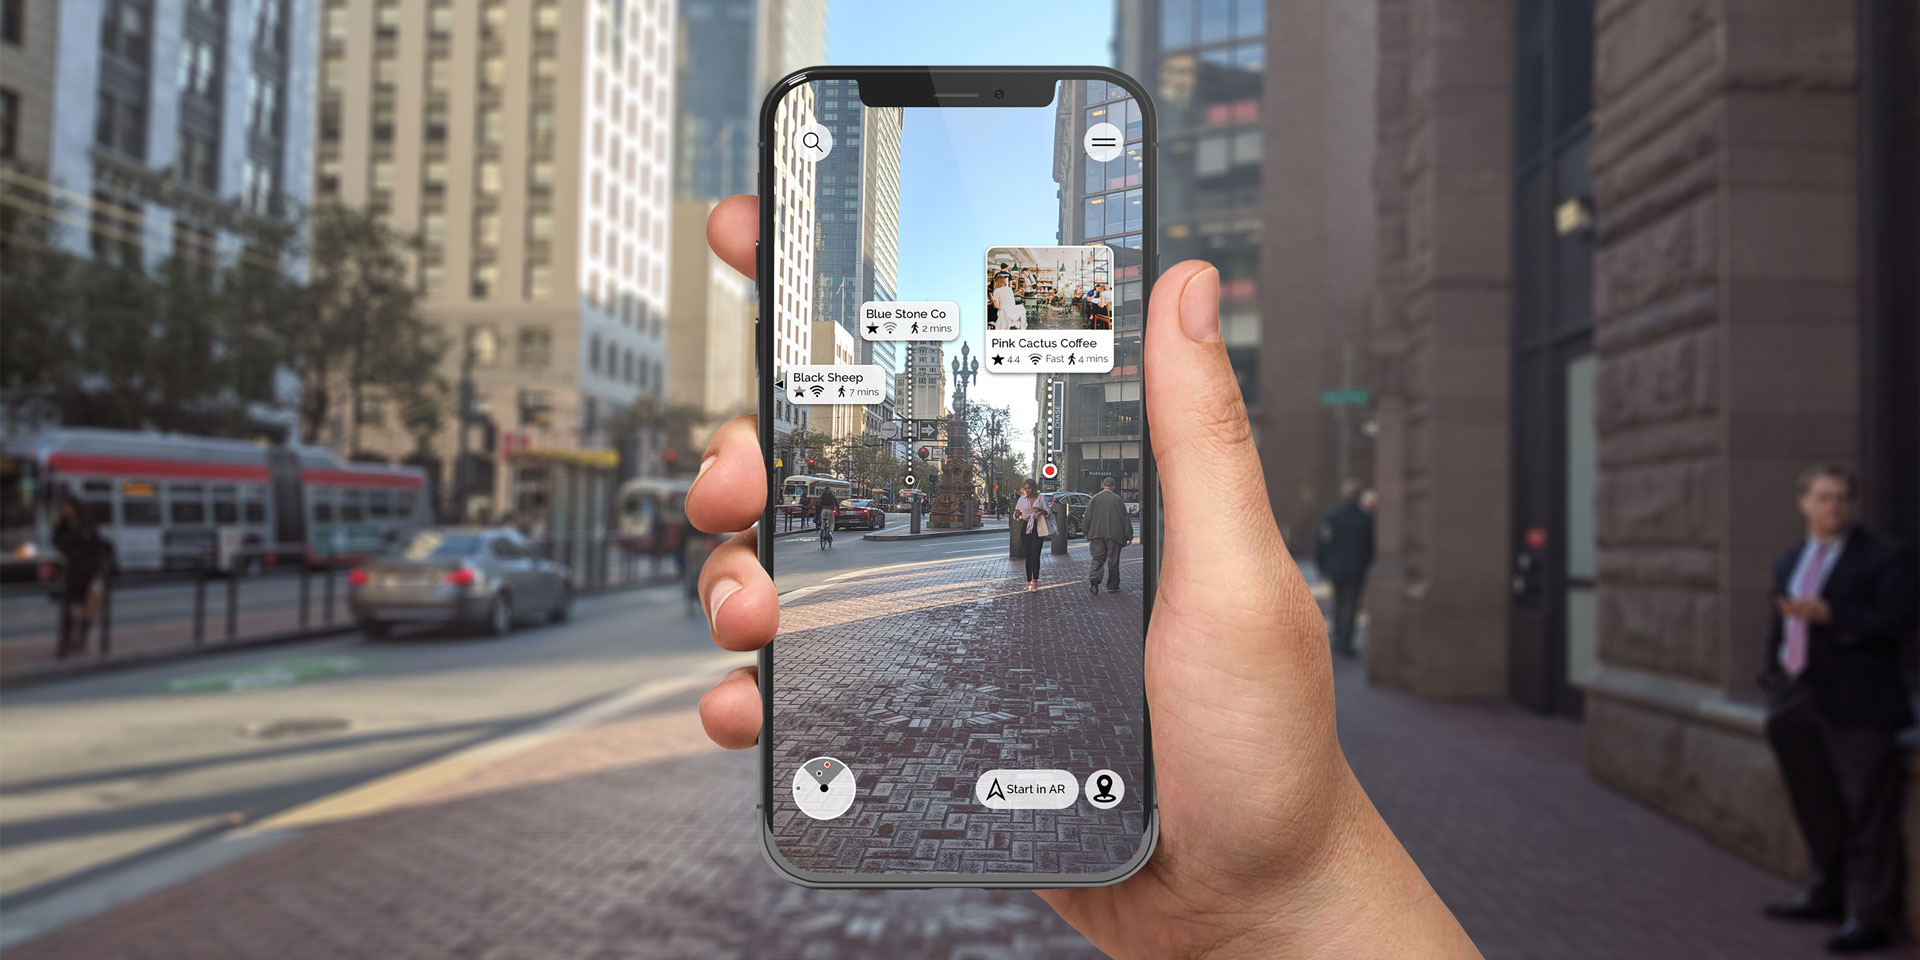 Blue Stone Co
2 mins
Pink Cactus Coffee
4.4 Fast 4 mins
Black Sheep
7 mins
CHASE
Start in AR